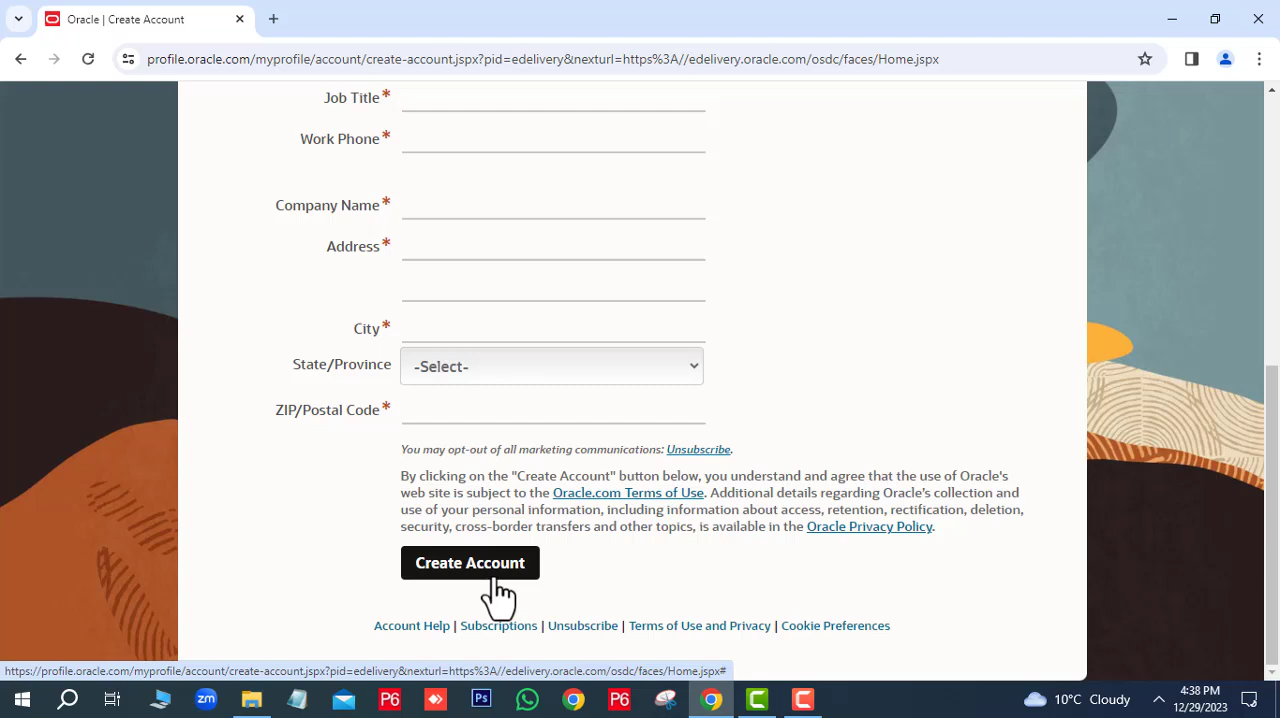 Oracle | Create Account
profile.oracle.com/myprofile/account/create-account.jspx?pid=edelivery&nexturl=https%3A//edelivery.oracle.com/osdc/faces/Home.jspx
Job Title*
Work Phone*
Company Name*
Address*
City*
State/Province
-Select-
ZIP/Postal Code*
You may opt-out of all marketing communications: Unsubscribe.
By clicking on the "Create Account" button below, you understand and agree that the use of Oracle's
web site is subject to the Oracle.com Terms of Use. Additional details regarding Oracle's collection and
use of your personal information, including information about access, retention, rectification, deletion,
security, cross-border transfers and other topics, is available in the Oracle Privacy Policy.
Create Account
Account Help | Subscriptions | Unsubscribe | Terms of Use and Privacy | Cookie Preferences
https://profile.oracle.com/myprofile/account/create-account.jspx?pid=edelivery&nexturl=https%3A//edelivery.oracle.com/osdc/faces/Home.jspx#
zm
P6
Ps
P6
C
C
10°C Cloudy
4:38 PM
12/29/2023